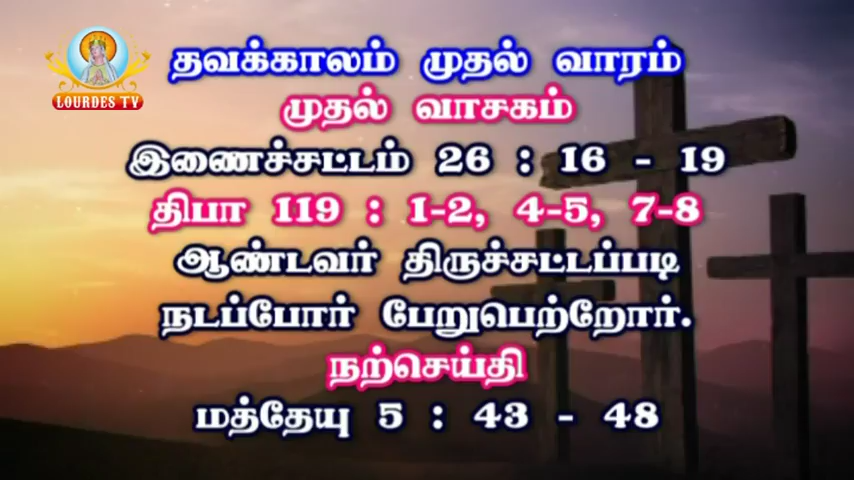 LOURDES TV
தவக்காலம் முதல் வாரம்
முதல் வாசகம்
இணைச்சட்டம் 26 : 16 - 19
திபா 119 : 1-2, 4-5, 7-8
ஆண்டவர் திருச்சட்டப்படி
நடப்போர் பேறுபெற்றோர்.
நற்செய்தி
மத்தேயு 5 : 43 - 48